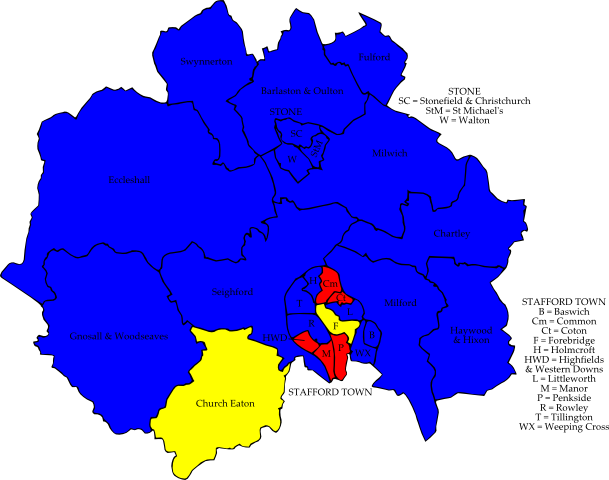 Swynnerton
Fulford
Barlaston & Oulton
STONE
SC = Stonefield & Christchurch
StM = St Michael's
W = Walton
STONE
SC
StM
W
Milwich
Eccleshall
Chartley
Seighford
Milford
H
Cm
Ct
T
L
R
F
B
Gnosall & Woodseaves
HWD
M
P
WX
Haywood
& Hixon
Church Eaton
STAFFORD TOWN
STAFFORD TOWN
B = Baswich
Cm = Common
Ct = Coton
F = Forebridge
H = Holmcroft
HWD = Highfields
& Western Downs
L = Littleworth
M = Manor
P = Penkside
R = Rowley
T = Tillington
WX = Weeping Cross